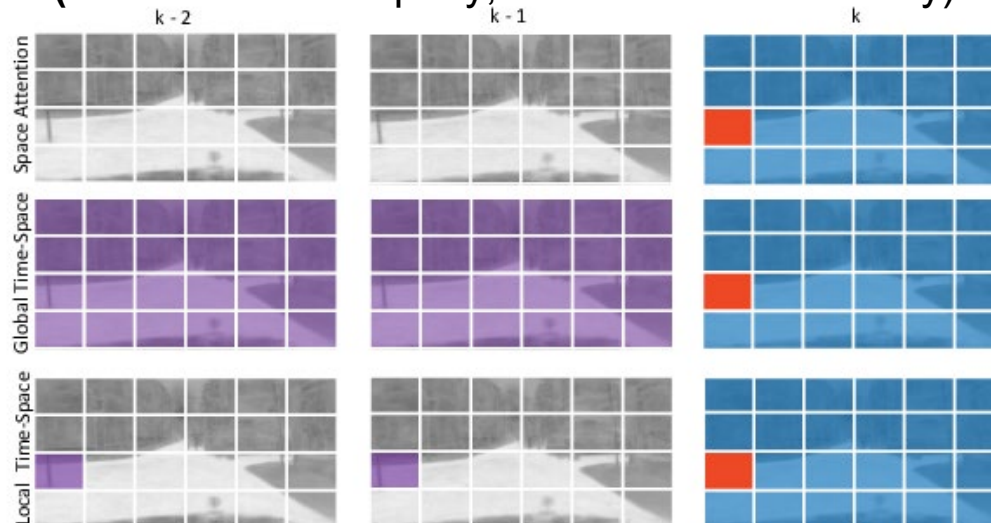 k - 2
k - 1
k
Space Attention
Global Time-Space
Local Time-Space